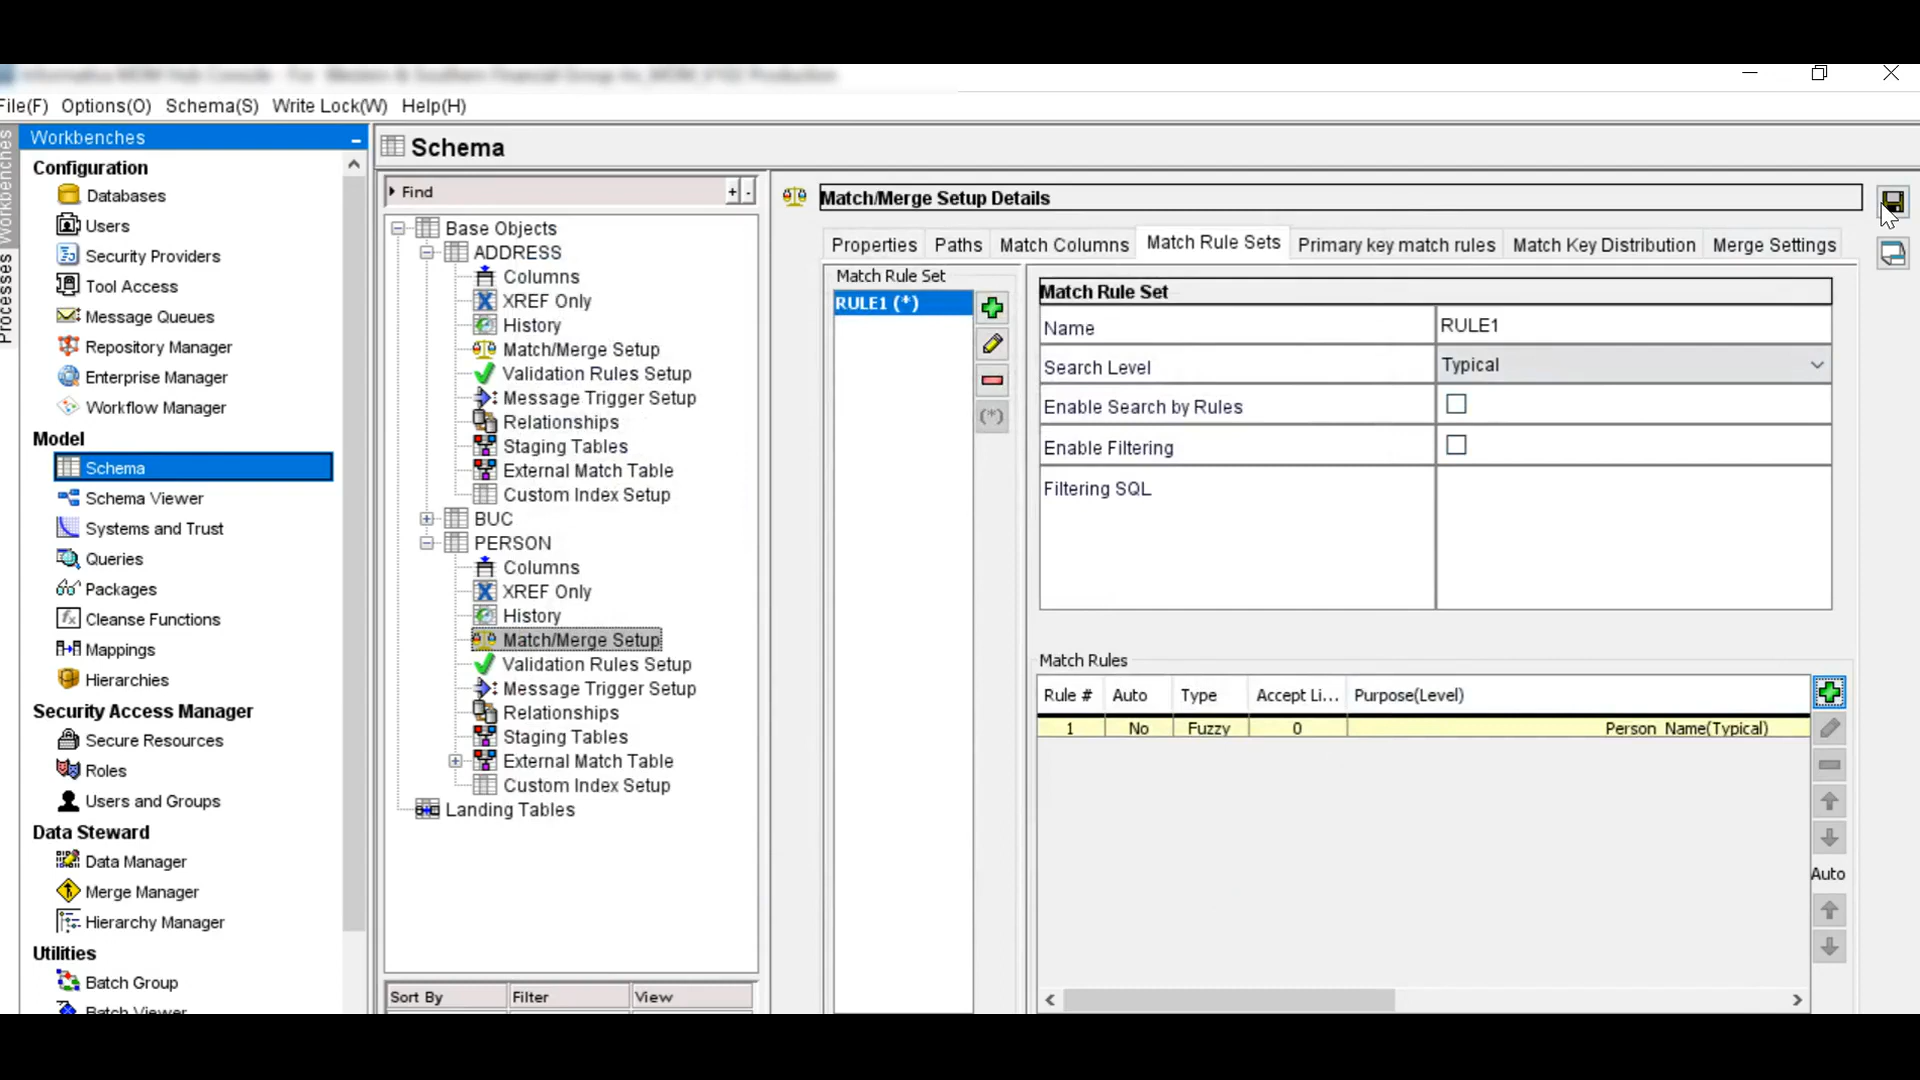 File(F) Options(O) Schema(S) Write Lock(W) Help(H)
Workbenches
Processes
Workbenches
Configuration
Databases
Users
Security Providers
Tool Access
Message Queues
Repository Manager
Enterprise Manager
Workflow Manager
Model
Schema
Schema Viewer
Systems and Trust
Queries
Packages
Cleanse Functions
Mappings
Hierarchies
Security Access Manager
Secure Resources
Roles
Users and Groups
Data Steward
Data Manager
Merge Manager
Hierarchy Manager
Utilities
Batch Group
Batch Viewer
Schema
Find + -
Base Objects
ADDRESS
Columns
XREF Only
History
Match/Merge Setup
Validation Rules Setup
Message Trigger Setup
Relationships
Staging Tables
External Match Table
Custom Index Setup
BUC
PERSON
Columns
XREF Only
History
Match/Merge Setup
Validation Rules Setup
Message Trigger Setup
Relationships
Staging Tables
External Match Table
Custom Index Setup
Landing Tables
Sort By Filter View
Match/Merge Setup Details
Properties Paths Match Columns Match Rule Sets Primary key match rules Match Key Distribution Merge Settings
Match Rule Set
RULE1 (*)
(*)
Match Rule Set
Name RULE1
Search Level Typical
Enable Search by Rules
Enable Filtering
Filtering SQL
Match Rules
Rule # Auto Type Accept Li... Purpose(Level)
1 No Fuzzy 0 Person_Name(Typical)
Auto